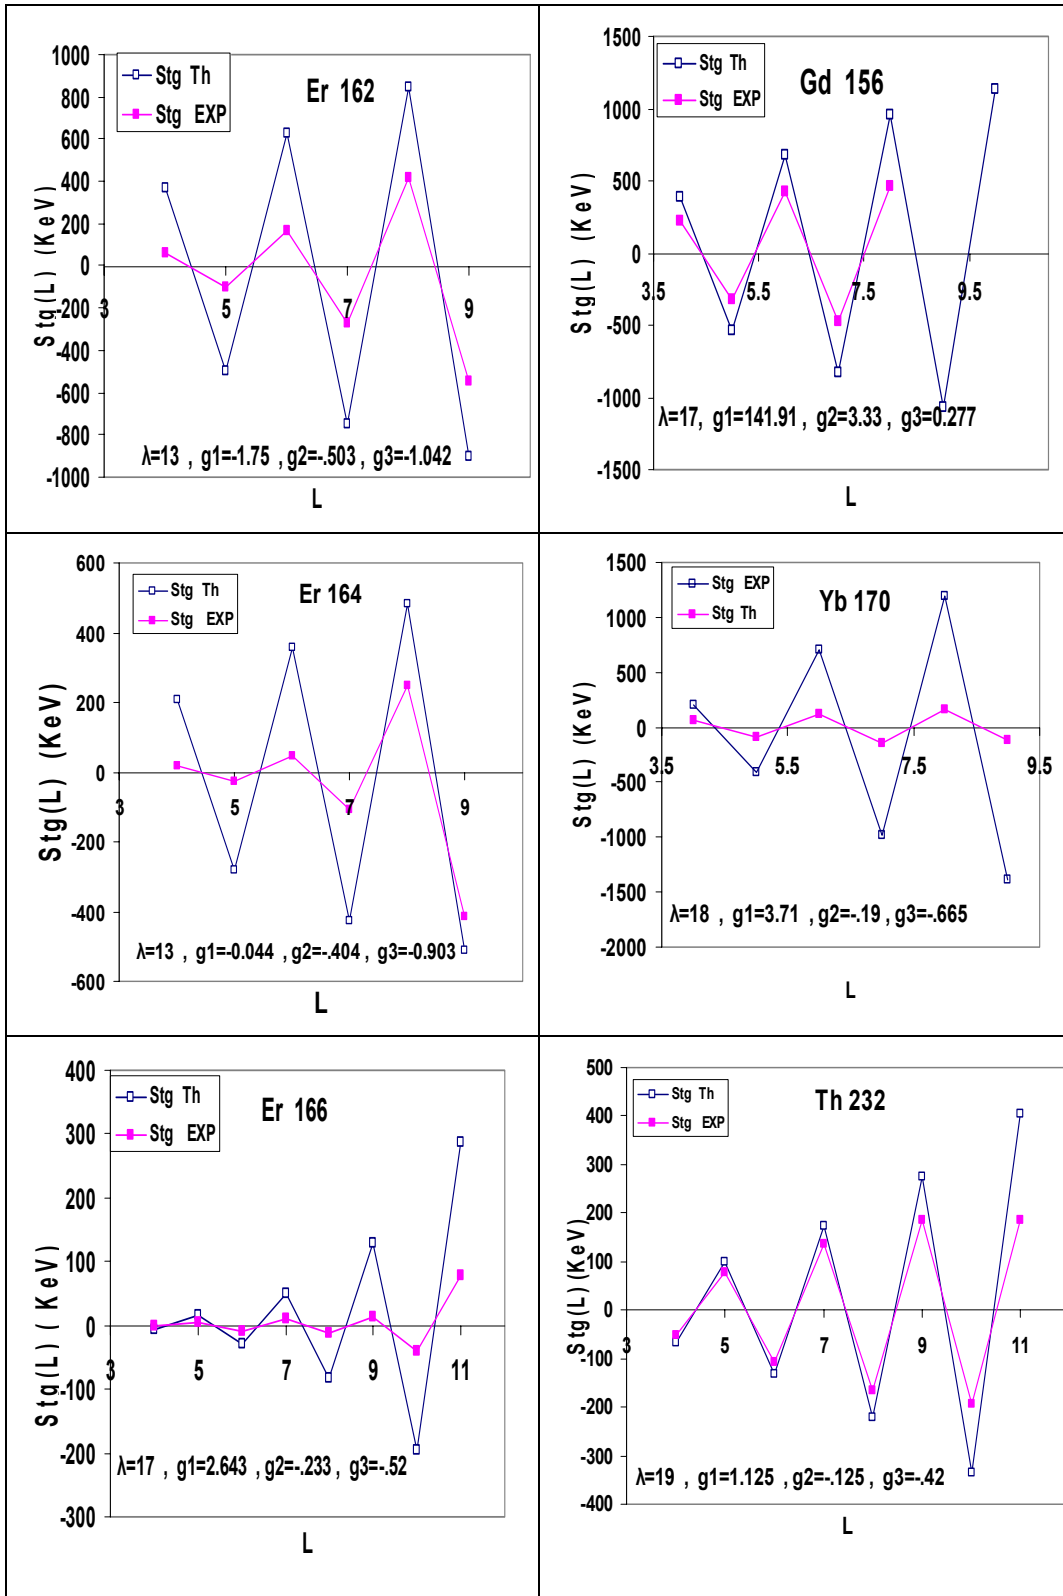 Stg Th
Stg EXP
Er 162
1000
800
600
400
200
0
-200
-400
-600
-800
-1000
3
5
7
9
Stg(L) (KeV)
λ=13 , g1=-1.75 , g2=-.503 , g3=-1.042
L
Stg Th
Stg EXP
Gd 156
1500
1000
500
0
-500
-1000
-1500
3.5
5.5
7.5
9.5
Stg(L) (KeV)
λ=17, g1=141.91 , g2=3.33 , g3=0.277
L
Stg Th
Stg EXP
Er 164
600
400
200
0
-200
-400
-600
3
5
7
9
Stg(L) (KeV)
λ=13 , g1=-0.044 , g2=-.404 , g3=-0.903
L
Stg EXP
Stg Th
Yb 170
1500
1000
500
0
-500
-1000
-1500
-2000
3.5
5.5
7.5
9.5
Stg(L) (KeV)
λ=18 , g1=3.71 , g2=-.19 , g3=-.665
L
Stg Th
Stg EXP
Er 166
400
300
200
100
0
-100
-200
-300
3
5
7
9
11
Stg(L) ( KeV)
λ=17 , g1=2.643 , g2=-.233 , g3=-.52
L
Stg Th
Stg EXP
Th 232
500
400
300
200
100
0
-100
-200
-300
-400
3
5
7
9
11
Stg(L) (KeV)
λ=19 , g1=1.125 , g2=-.125 , g3=-.42
L